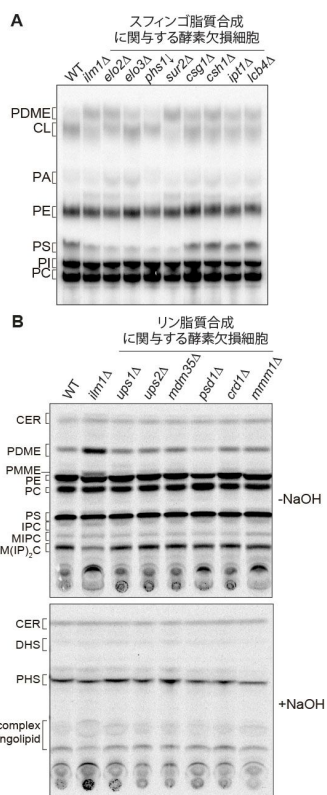 A
スフィンゴ脂質合成
に関与する酵素欠損細胞
WT ilm1Δ elo2Δ elo3Δ phs1↓ sur2Δ csg1Δ csh1Δ ipt1Δ lcb4Δ
PDME
CL
PA
PE
PS
PI
PC
B
リン脂質合成
に関与する酵素欠損細胞
WT ilm1Δ ups1Δ ups2Δ mdm35Δ psd1Δ crd1Δ mmm1Δ
CER
PDME
PMME
PE
PC
PS
IPC
MIPC
M(IP)₂C
-NaOH
CER
DHS
PHS
complex
ngolipid
+NaOH